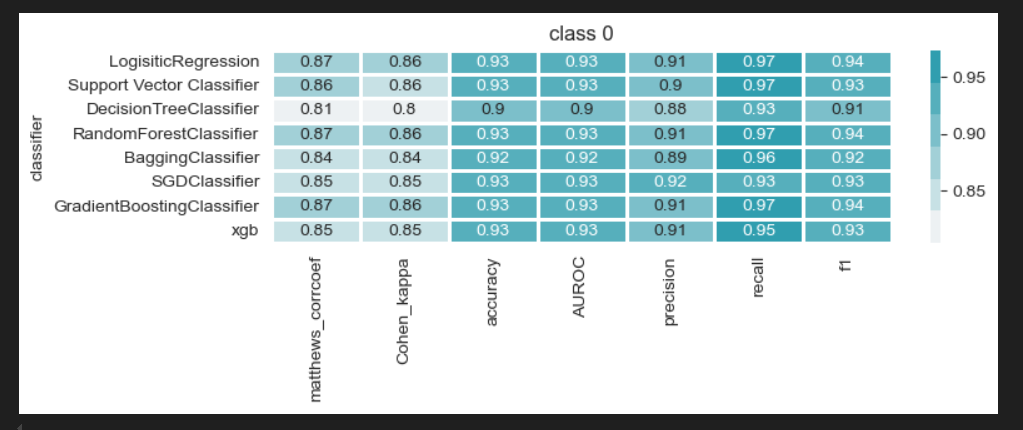 class 0
classifier
LogisiticRegression 0.87 0.86 0.93 0.93 0.91 0.97 0.94
Support Vector Classifier 0.86 0.86 0.93 0.93 0.9 0.97 0.93
DecisionTreeClassifier 0.81 0.8 0.9 0.9 0.88 0.93 0.91
RandomForestClassifier 0.87 0.86 0.93 0.93 0.91 0.97 0.94
BaggingClassifier 0.84 0.84 0.92 0.92 0.89 0.96 0.92
SGDClassifier 0.85 0.85 0.93 0.93 0.92 0.93 0.93
GradientBoostingClassifier 0.87 0.86 0.93 0.93 0.91 0.97 0.94
xgb 0.85 0.85 0.93 0.93 0.91 0.95 0.93
matthews_corrcoef
Cohen_kappa
accuracy
AUROC
precision
recall
f1
0.95
0.90
0.85